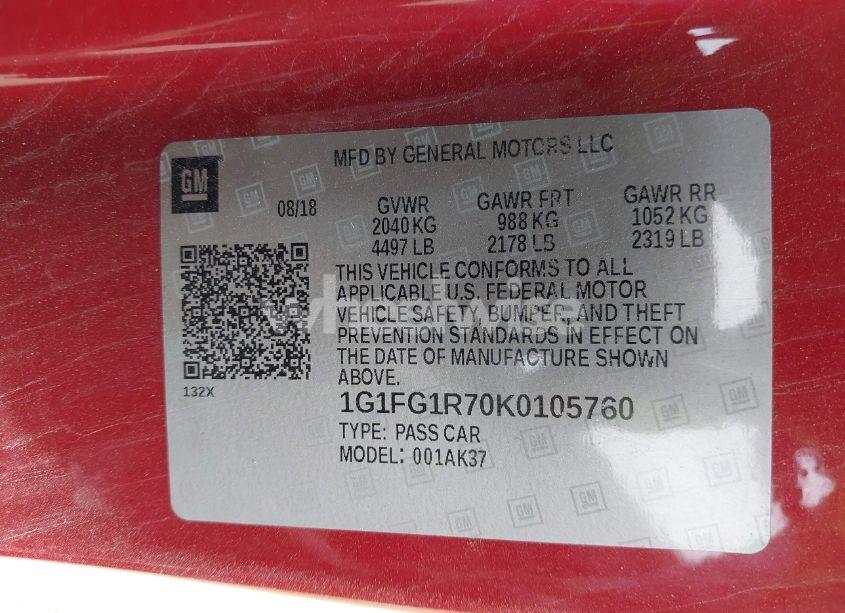 MFD BY GENERAL MOTORS LLC
GM
08/18
GVWR GAWR FRT GAWR RR
2040 KG 988 KG 1052 KG
4497 LB 2178 LB 2319 LB
THIS VEHICLE CONFORMS TO ALL
APPLICABLE U.S. FEDERAL MOTOR
VEHICLE SAFETY, BUMPER, AND THEFT
PREVENTION STANDARDS IN EFFECT ON
THE DATE OF MANUFACTURE SHOWN
ABOVE.
132X
1G1FG1R70K0105760
TYPE: PASS CAR
MODEL: 001AK37